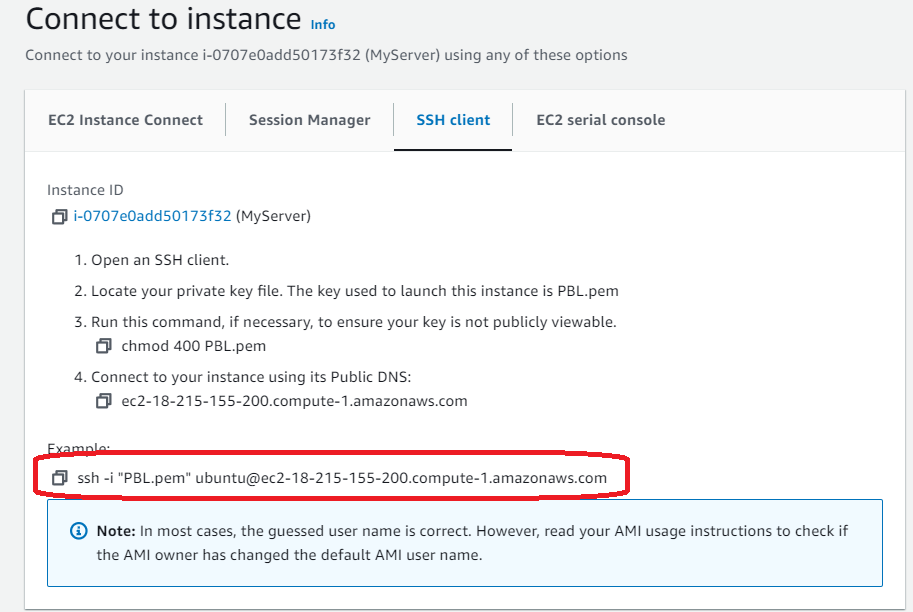 Connect to instance Info
Connect to your instance i-0707e0add50173f32 (MyServer) using any of these options
EC2 Instance Connect
Session Manager
SSH client
EC2 serial console
Instance ID
i-0707e0add50173f32 (MyServer)
1. Open an SSH client.
2. Locate your private key file. The key used to launch this instance is PBL.pem
3. Run this command, if necessary, to ensure your key is not publicly viewable.
chmod 400 PBL.pem
4. Connect to your instance using its Public DNS:
ec2-18-215-155-200.compute-1.amazonaws.com
Example:
ssh -i "PBL.pem" ubuntu@ec2-18-215-155-200.compute-1.amazonaws.com
Note: In most cases, the guessed user name is correct. However, read your AMI usage instructions to check if
the AMI owner has changed the default AMI user name.